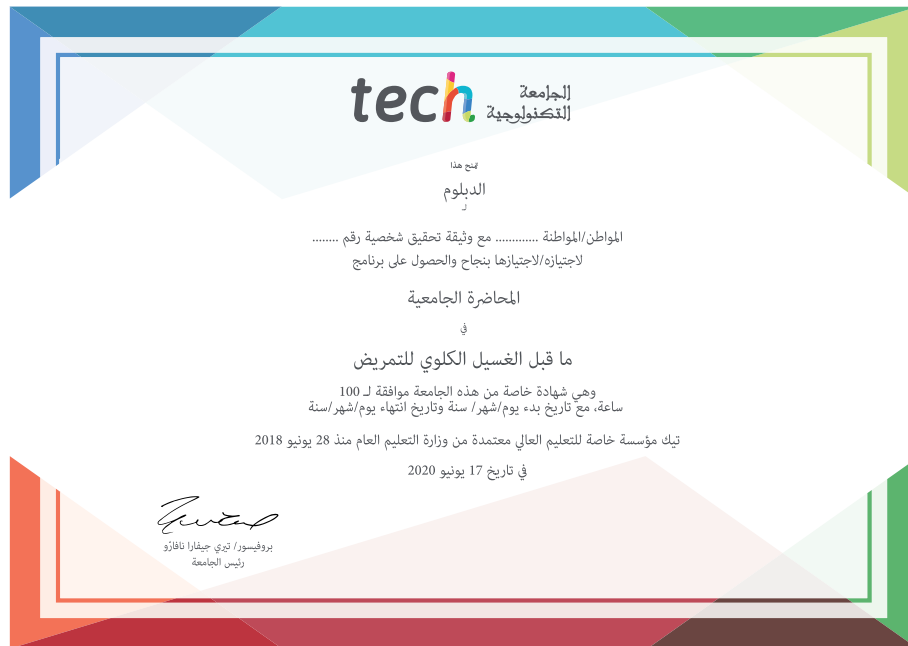 tech الجامعة
التكنولوجية
تمنح هذا
الدبلوم
لـ
المواطن/المواطنة ............. مع وثيقة تحقيق شخصية رقم ........
لاجتيازه/لاجتيازها بنجاح والحصول على برنامج
المحاضرة الجامعية
في
ما قبل الغسيل الكلوي للتمريض
وهي شهادة خاصة من هذه الجامعة موافقة لـ 100
ساعة، مع تاريخ بدء يوم/شهر/ سنة وتاريخ انتهاء يوم/شهر/سنة
تيك مؤسسة خاصة للتعليم العالي معتمدة من وزارة التعليم العام منذ 28 يونيو 2018
في تاريخ 17 يونيو 2020
بروفيسور/ تيري جيفارا نافارّو
رئيس الجامعة